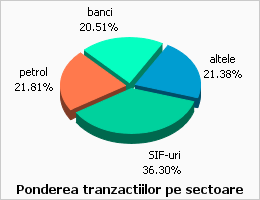 banci
20.51%
altele
21.38%
petrol
21.81%
SIF-uri
36.30%
Ponderea tranzactiilor pe sectoare